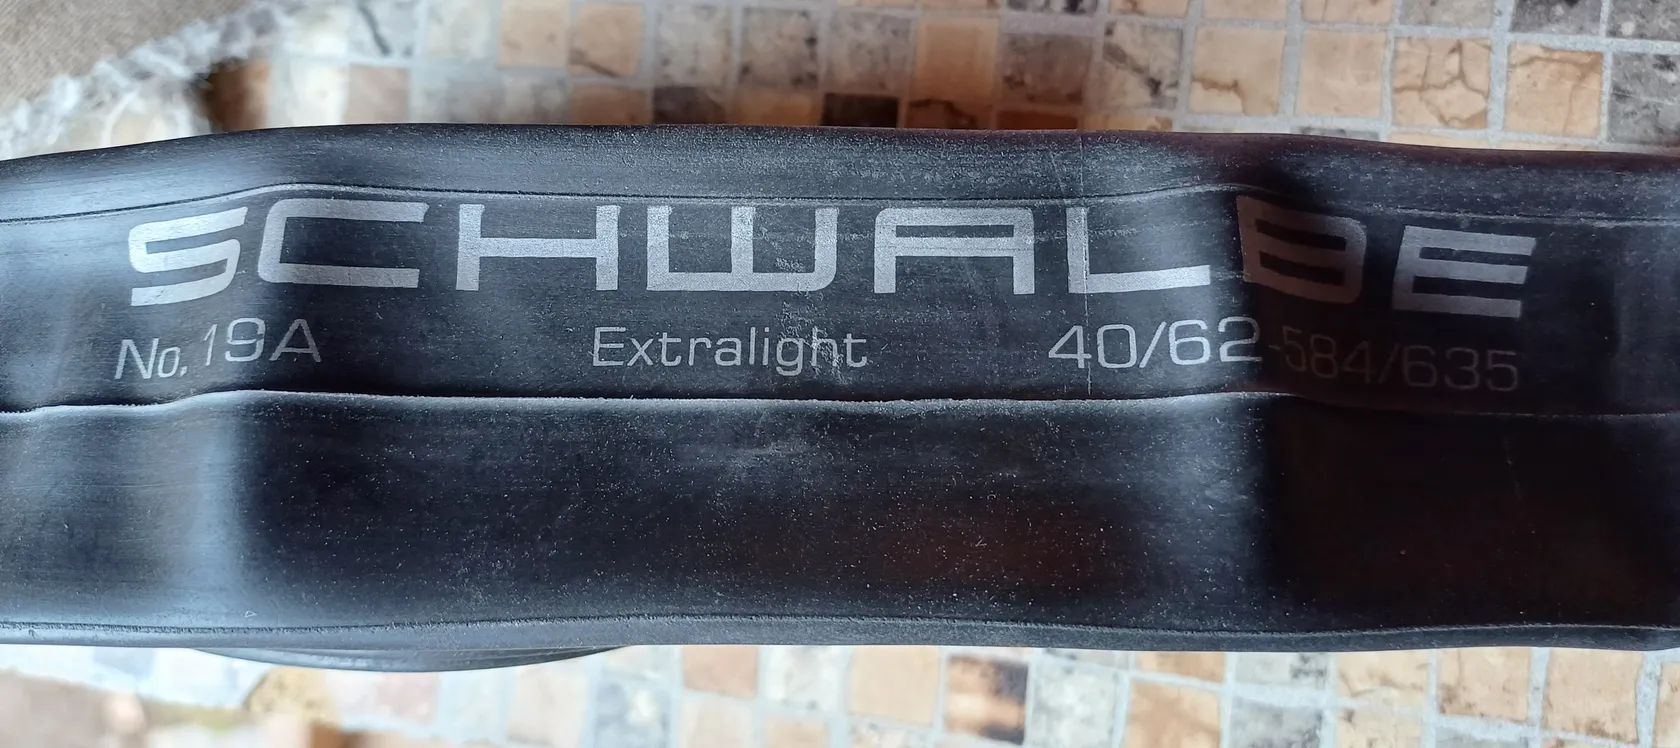 SCHWALBE
No. 19A Extralight 40/62-584/635